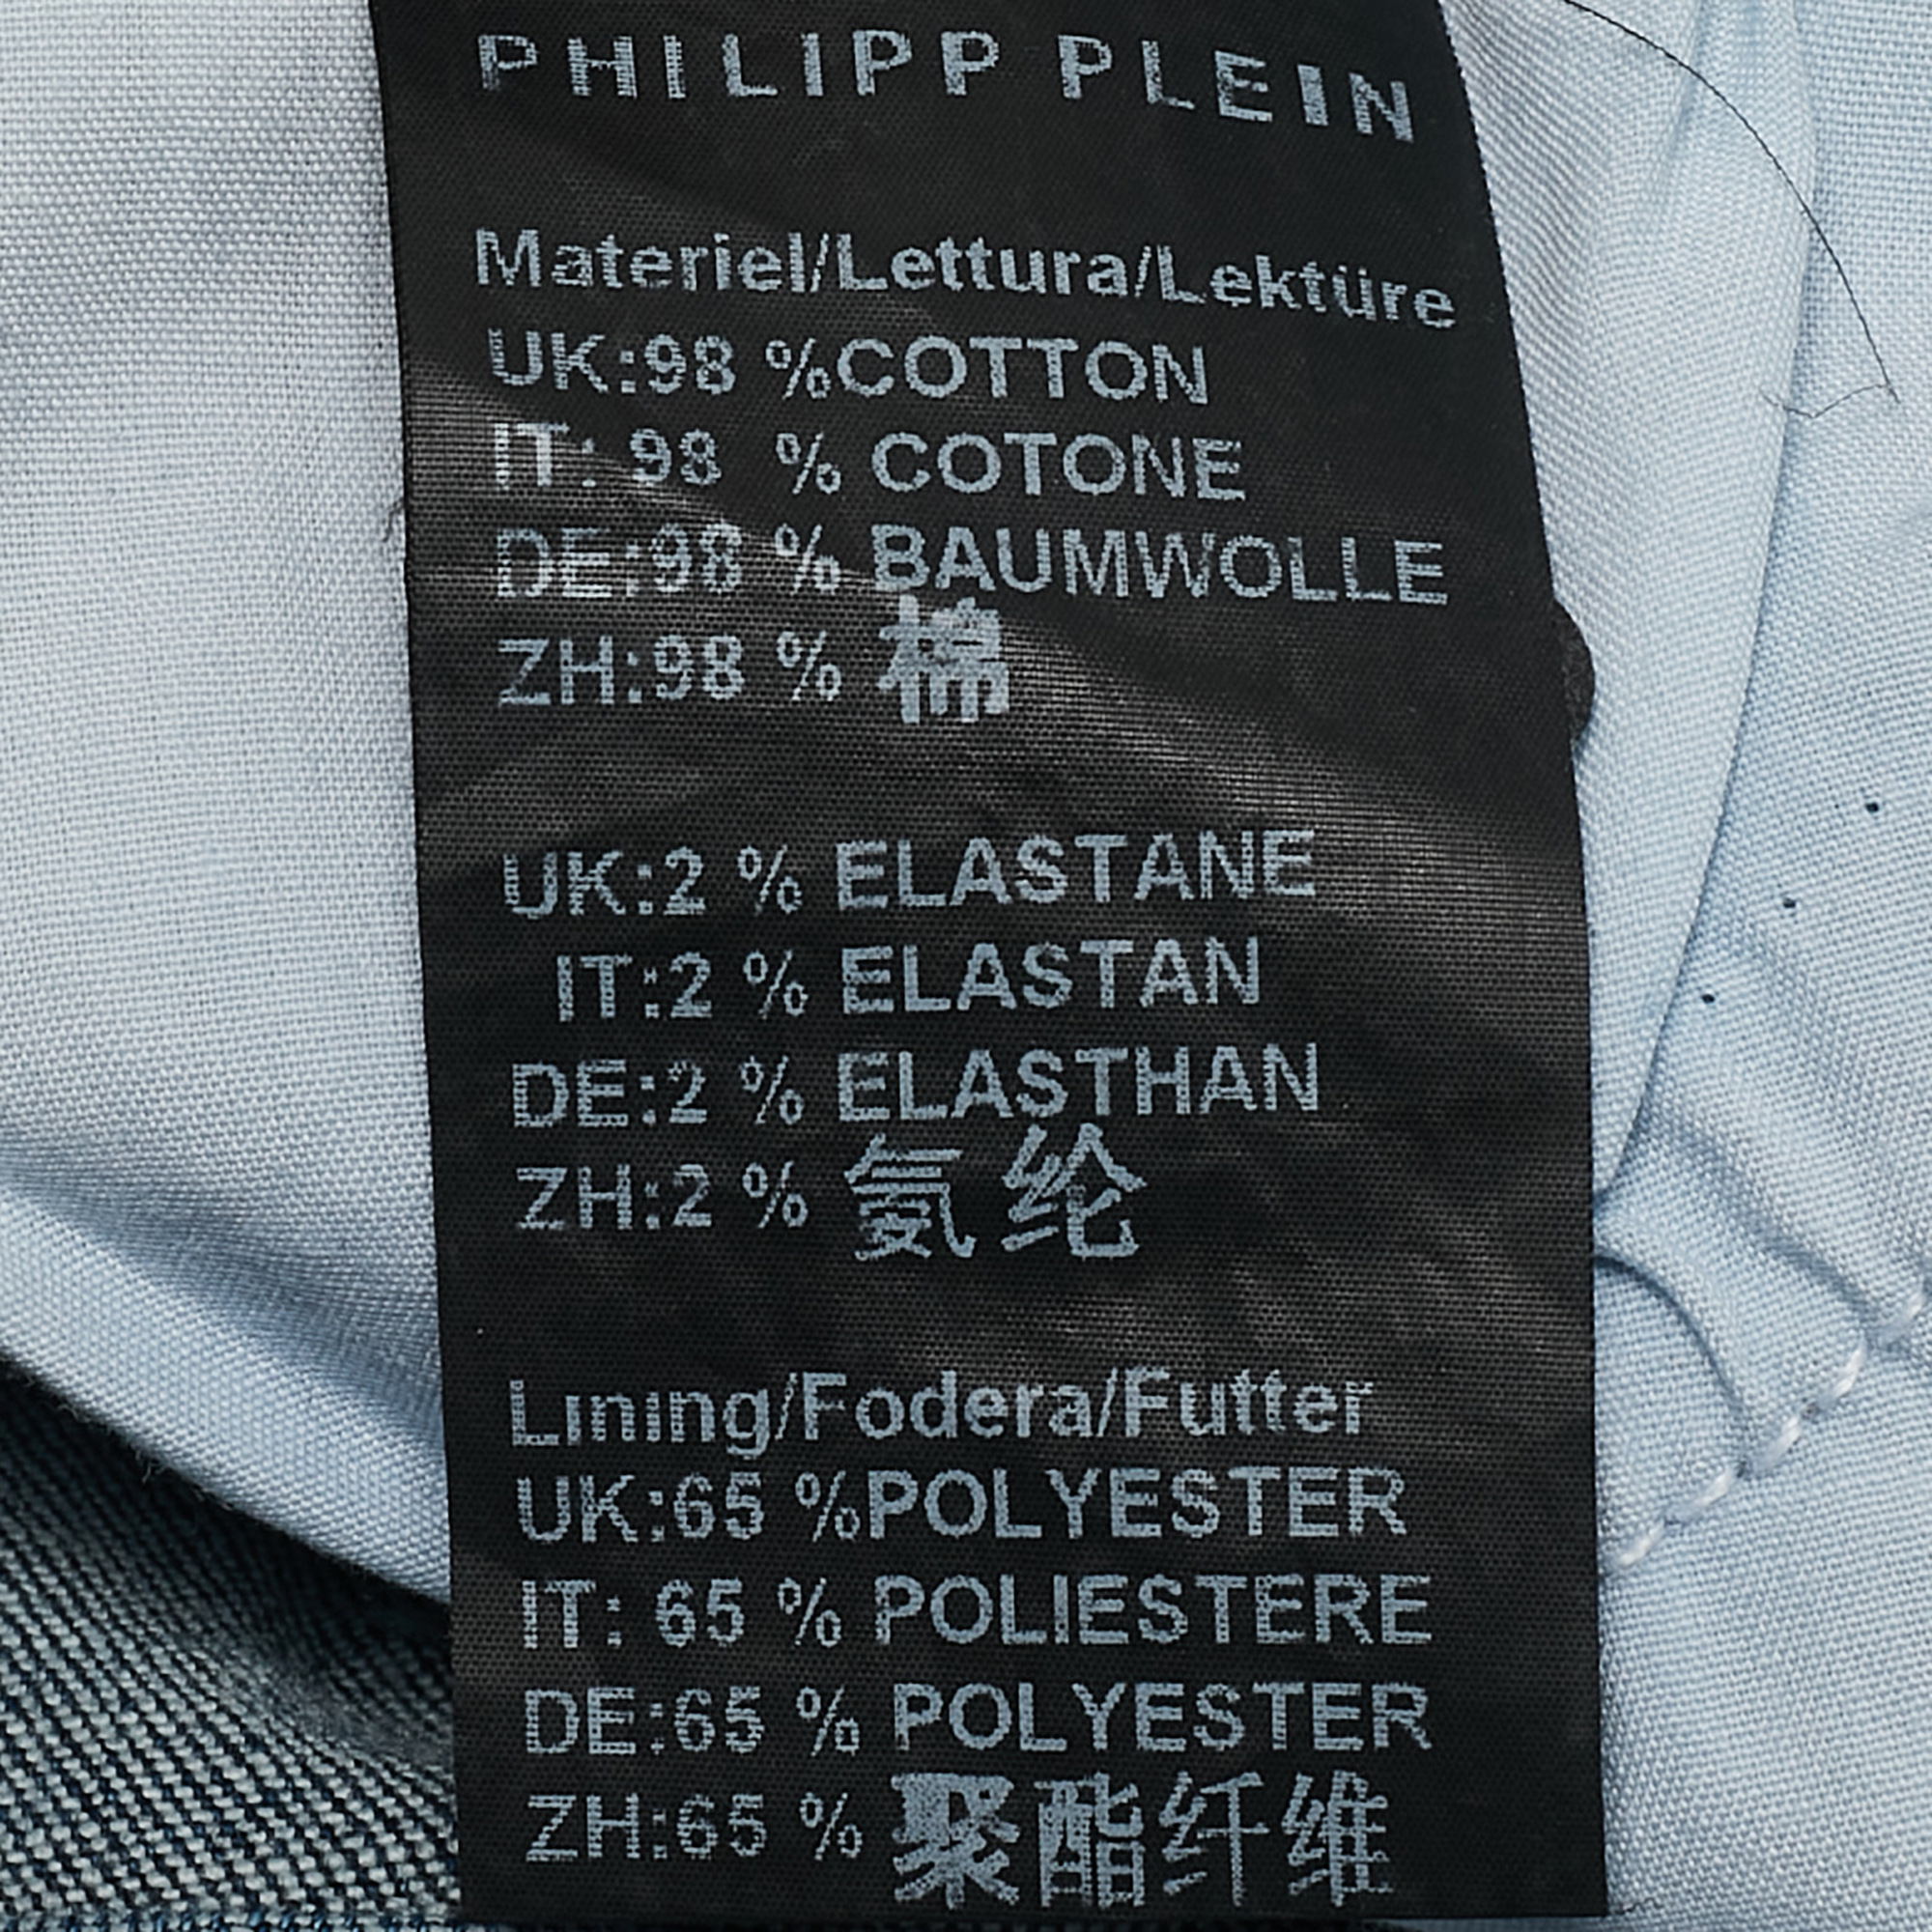 PHILIPP PLEIN
Materiel/Lettura/Lektüre
UK:98 %COTTON
IT: 98 % COTONE
DE:98 % BAUMWOLLE
ZH:98 % 棉
UK:2 % ELASTANE
IT:2 % ELASTAN
DE:2 % ELASTHAN
ZH:2 % 氨纶
Lining/Fodera/Futter
UK:65 %POLYESTER
IT: 65 % POLIESTERE
DE:65 % POLYESTER
ZH:65 % 聚酯纤维